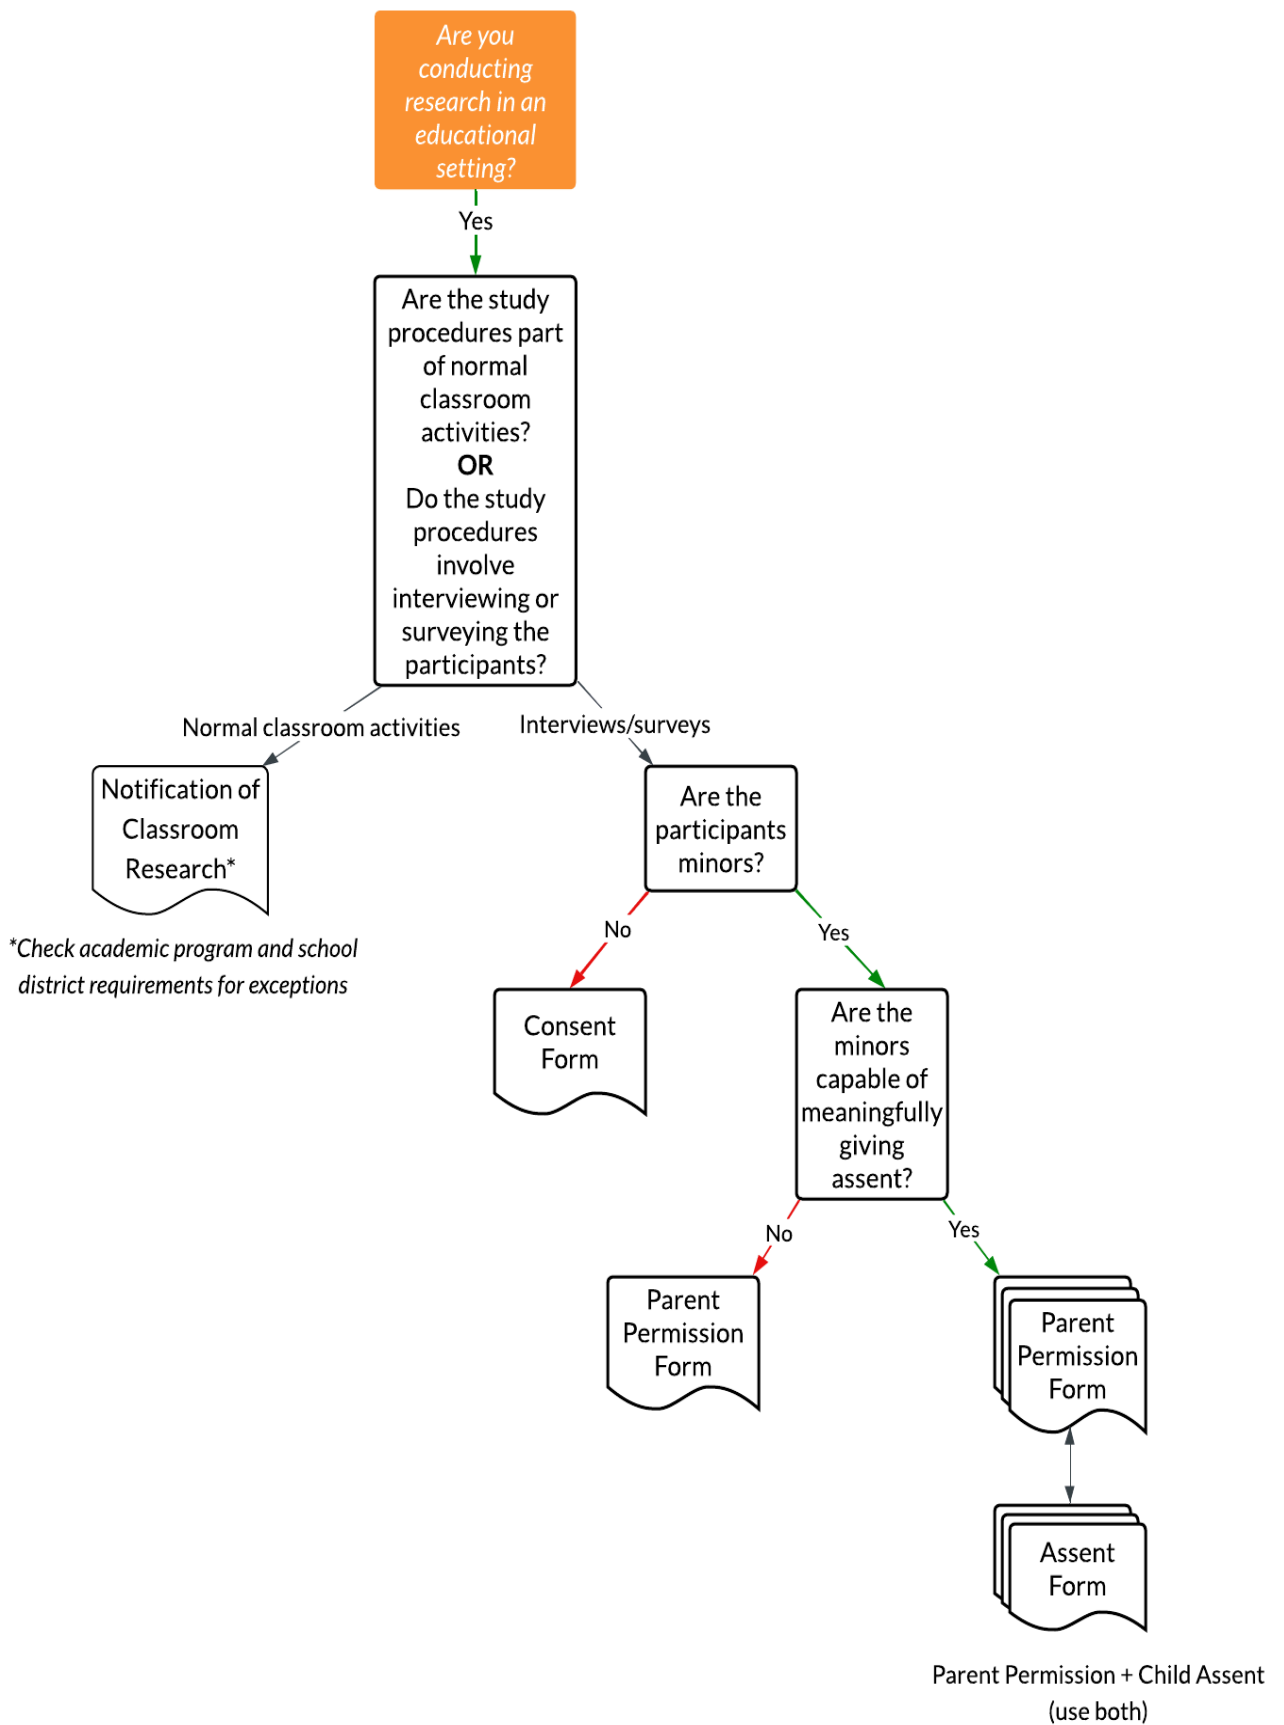 Are you
conducting
research in an
educational
setting?
Yes
Are the study
procedures part
of normal
classroom
activities?
OR
Do the study
procedures
involve
interviewing or
surveying the
participants?
Normal classroom activities
Interviews/surveys
Notification of
Classroom
Research*
*Check academic program and school
district requirements for exceptions
Are the
participants
minors?
No
Yes
Consent
Form
Are the
minors
capable of
meaningfully
giving
assent?
No
Yes
Parent
Permission
Form
Parent
Permission
Form
Assent
Form
Parent Permission + Child Assent
(use both)